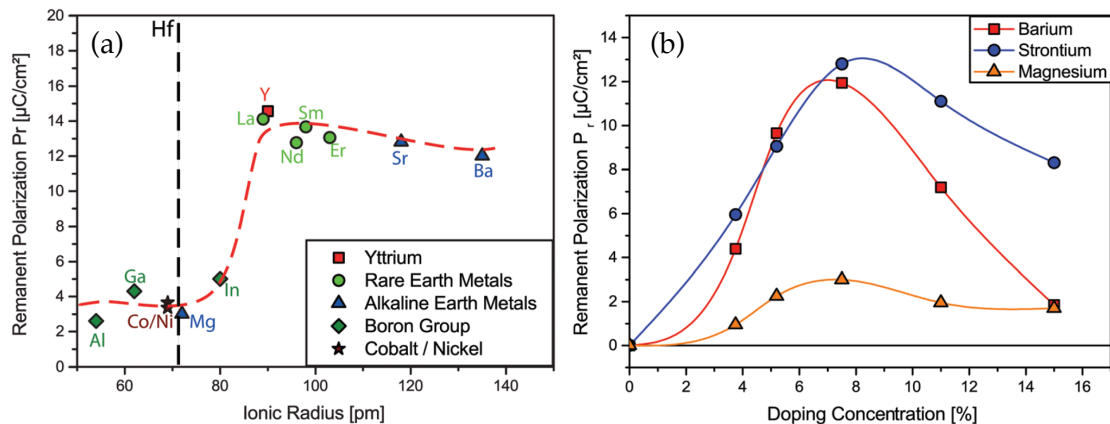 (a)
Hf
Remanent Polarization Pr [µC/cm²]
20
18
16
14
12
10
8
6
4
2
0
Y
La
Sm
Nd
Er
Sr
Ba
Ga
In
Al
Co/Ni
Mg
Yttrium
Rare Earth Metals
Alkaline Earth Metals
Boron Group
Cobalt / Nickel
60 80 100 120 140
Ionic Radius [pm]
(b)
Remanent Polarization Pᵣ [µC/cm²]
14
12
10
8
6
4
2
0
Barium
Strontium
Magnesium
0 2 4 6 8 10 12 14 16
Doping Concentration [%]